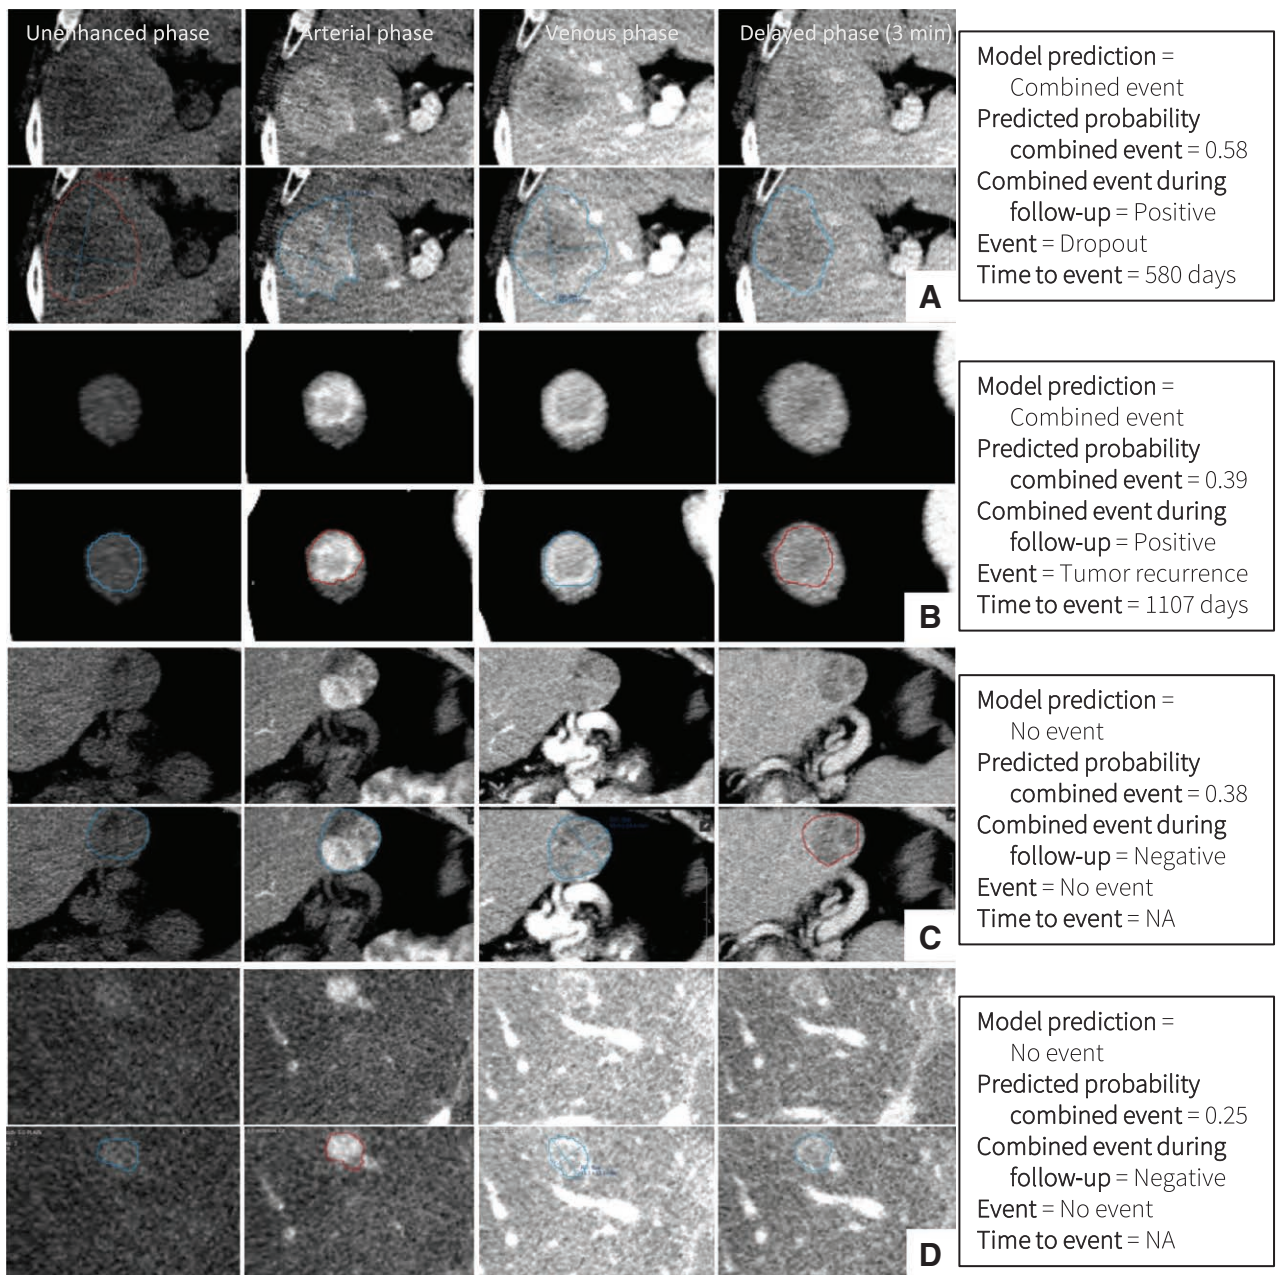 Unenhanced phase
Arterial phase
Venous phase
Delayed phase (3 min)
A
Model prediction =
Combined event
Predicted probability
combined event = 0.58
Combined event during
follow-up = Positive
Event = Dropout
Time to event = 580 days
B
Model prediction =
Combined event
Predicted probability
combined event = 0.39
Combined event during
follow-up = Positive
Event = Tumor recurrence
Time to event = 1107 days
C
Model prediction =
No event
Predicted probability
combined event = 0.38
Combined event during
follow-up = Negative
Event = No event
Time to event = NA
D
Model prediction =
No event
Predicted probability
combined event = 0.25
Combined event during
follow-up = Negative
Event = No event
Time to event = NA